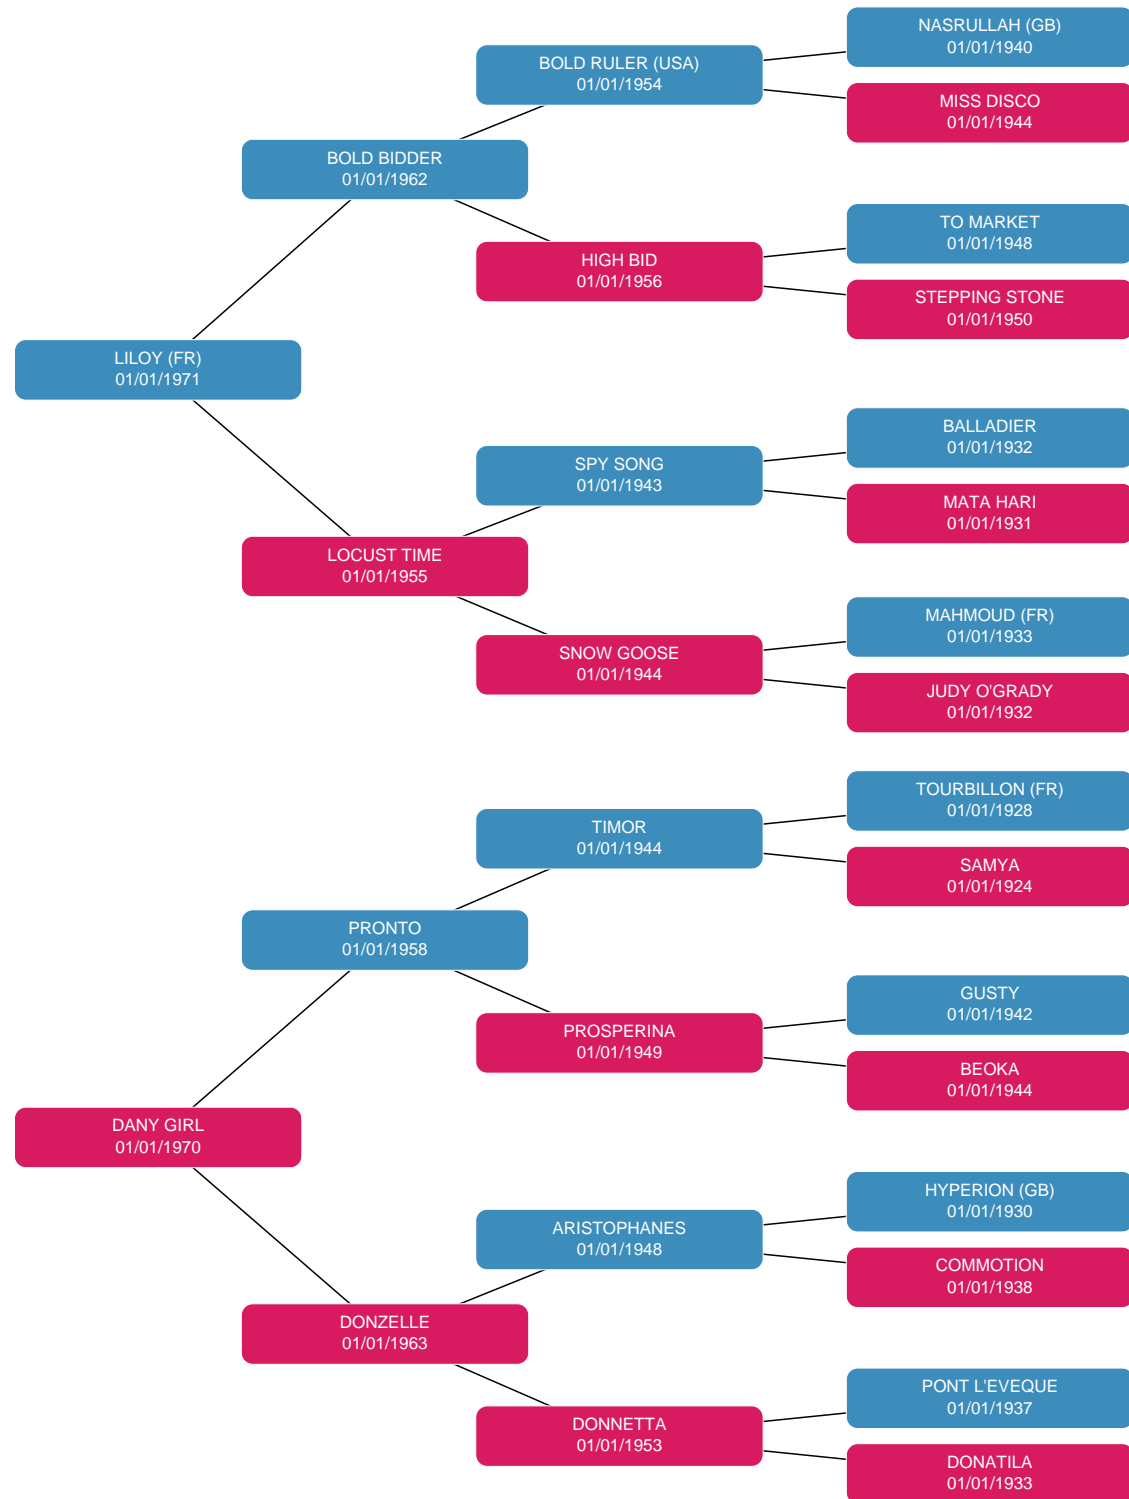 NASRULLAH (GB)
01/01/1940
BOLD RULER (USA)
01/01/1954
MISS DISCO
01/01/1944
BOLD BIDDER
01/01/1962
TO MARKET
01/01/1948
HIGH BID
01/01/1956
STEPPING STONE
01/01/1950
LILOY (FR)
01/01/1971
BALLADIER
01/01/1932
SPY SONG
01/01/1943
MATA HARI
01/01/1931
LOCUST TIME
01/01/1955
MAHMOUD (FR)
01/01/1933
SNOW GOOSE
01/01/1944
JUDY O'GRADY
01/01/1932
TOURBILLON (FR)
01/01/1928
TIMOR
01/01/1944
SAMYA
01/01/1924
PRONTO
01/01/1958
GUSTY
01/01/1942
PROSPERINA
01/01/1949
BEOKA
01/01/1944
DANY GIRL
01/01/1970
HYPERION (GB)
01/01/1930
ARISTOPHANES
01/01/1948
COMMOTION
01/01/1938
DONZELLE
01/01/1963
PONT L'EVEQUE
01/01/1937
DONNETTA
01/01/1953
DONATILA
01/01/1933